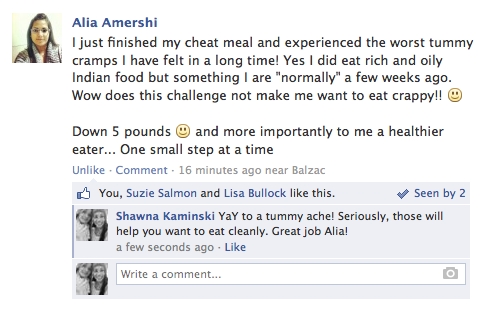 Alia Amershi
I just finished my cheat meal and experienced the worst tummy
cramps I have felt in a long time! Yes I did eat rich and oily
Indian food but something I are "normally" a few weeks ago.
Wow does this challenge not make me want to eat crappy!!
Down 5 pounds and more importantly to me a healthier
eater... One small step at a time
Unlike · Comment · 16 minutes ago near Balzac
You, Suzie Salmon and Lisa Bullock like this. Seen by 2
Shawna Kaminski YaY to a tummy ache! Seriously, those will
help you want to eat cleanly. Great job Alia!
a few seconds ago · Like
Write a comment...